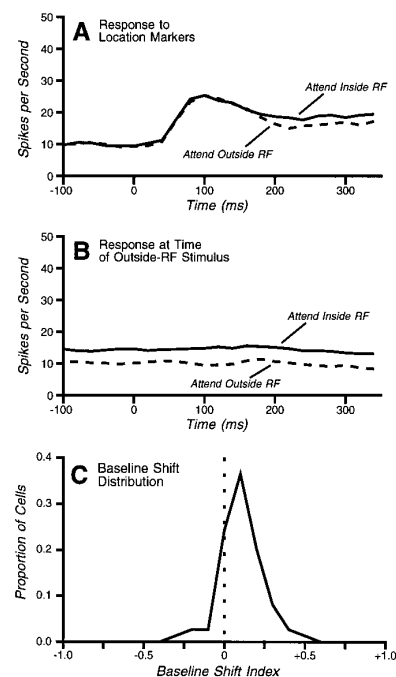 A Response to
Location Markers
Spikes per Second
50
40
30
20
10
0
Attend Inside RF
Attend Outside RF
-100 0 100 200 300
Time (ms)
B Response at Time
of Outside-RF Stimulus
Spikes per Second
50
40
30
20
10
0
Attend Inside RF
Attend Outside RF
-100 0 100 200 300
Time (ms)
C Baseline Shift
Distribution
Proportion of Cells
0.4
0.3
0.2
0.1
0.0
-1.0 -0.5 0 +0.5 +1.0
Baseline Shift Index